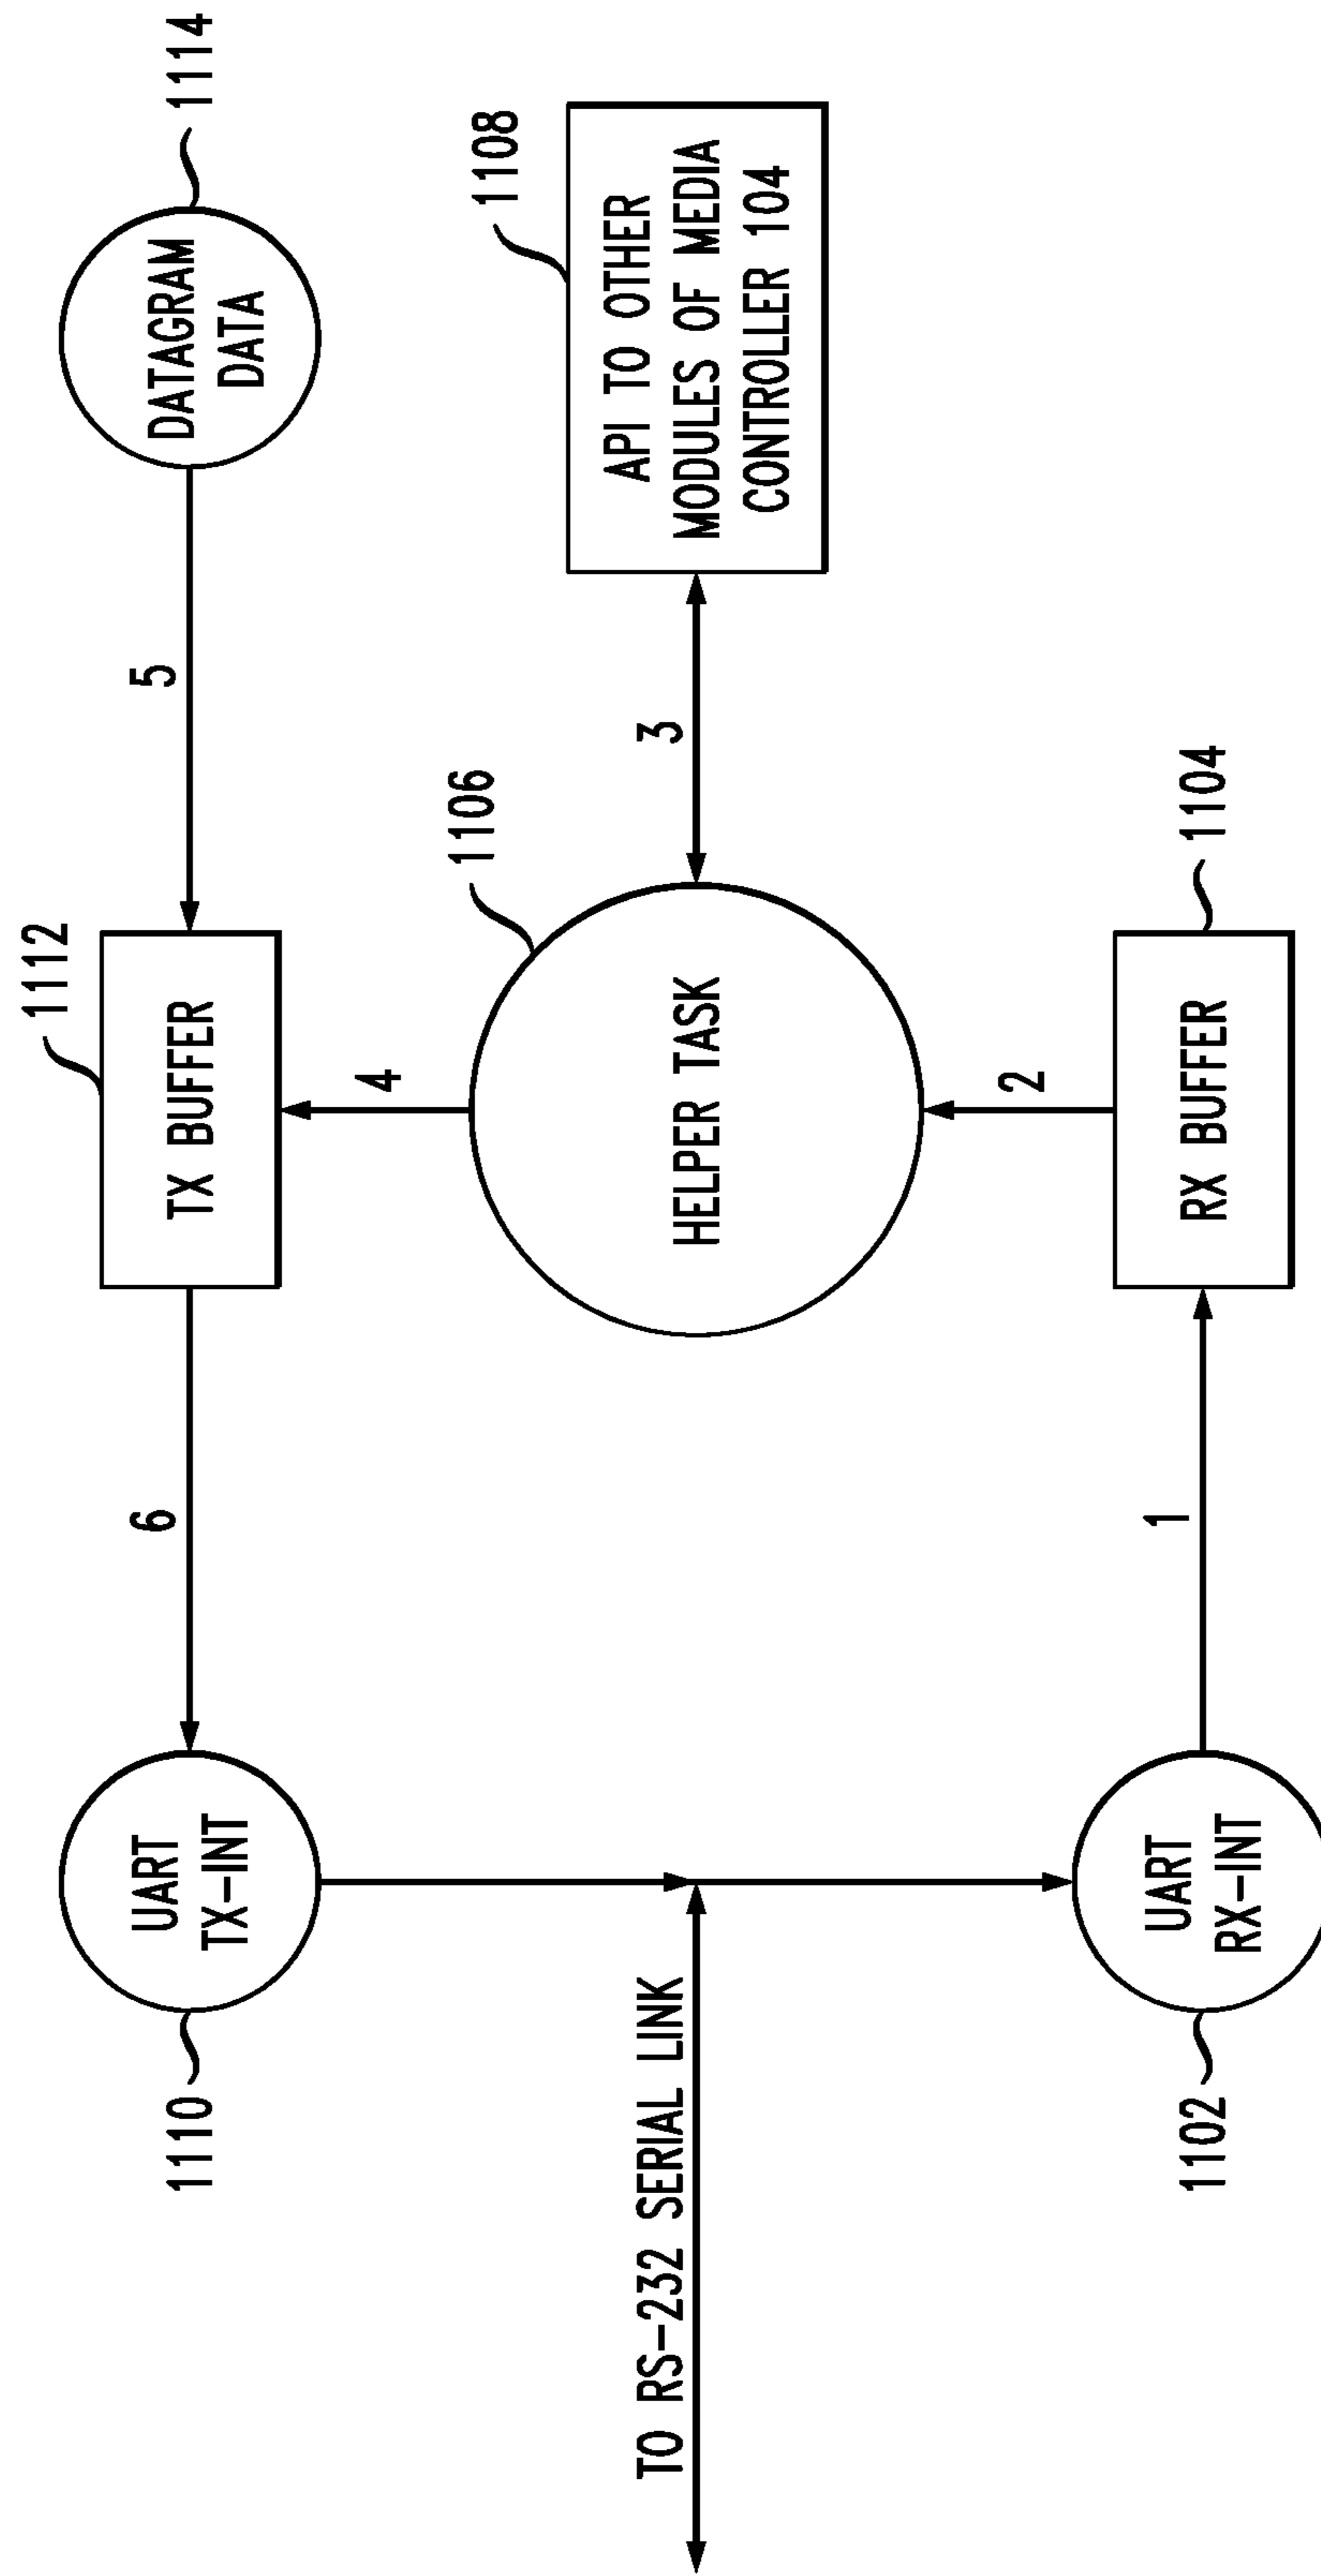 1114
DATAGRAM
DATA
5
1112
TX BUFFER
6
UART
TX-INT
1110
1108
API TO OTHER
MODULES OF MEDIA
CONTROLLER 104
3
1106
HELPER TASK
4
2
TO RS-232 SERIAL LINK
1104
RX BUFFER
1
UART
RX-INT
1102